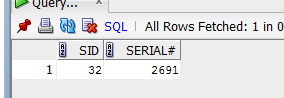 Query...
SQL | All Rows Fetched: 1 in 0
SID SERIAL#
1 32 2691